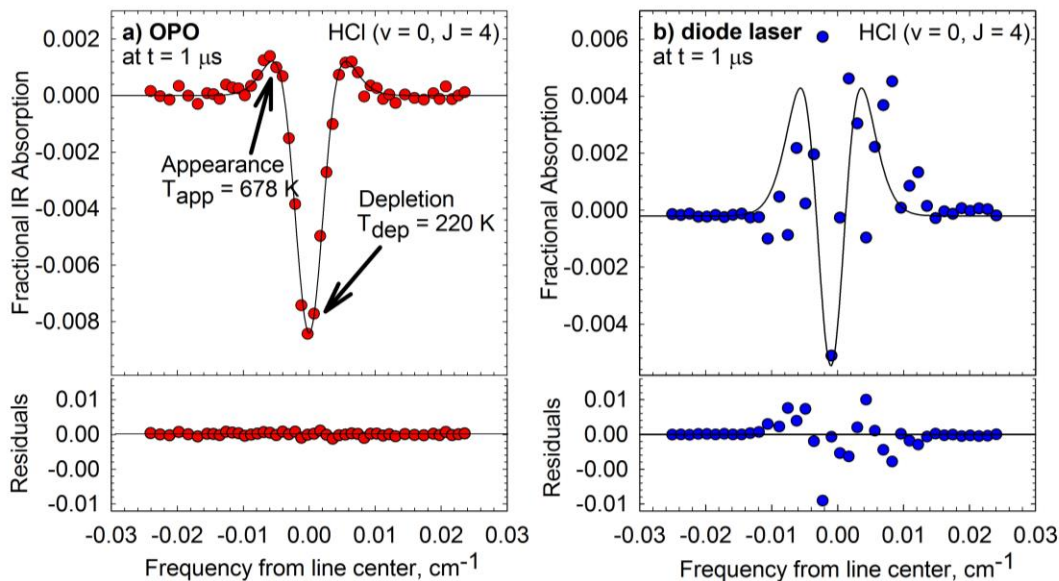 a) OPO
at t = 1 μs
HCl (v = 0, J = 4)
0.002
0.000
-0.002
-0.004
-0.006
-0.008
Fractional IR Absorption
Appearance
Tapp = 678 K
Depletion
Tdep = 220 K
0.01
0.00
-0.00
-0.01
Residuals
-0.03 -0.02 -0.01 0.00 0.01 0.02 0.03
Frequency from line center, cm-1
b) diode laser
at t = 1 μs
HCl (v = 0, J = 4)
0.006
0.004
0.002
0.000
-0.002
-0.004
Fractional Absorption
0.01
0.00
-0.00
-0.01
Residuals
-0.03 -0.02 -0.01 0.00 0.01 0.02 0.03
Frequency from line center, cm-1